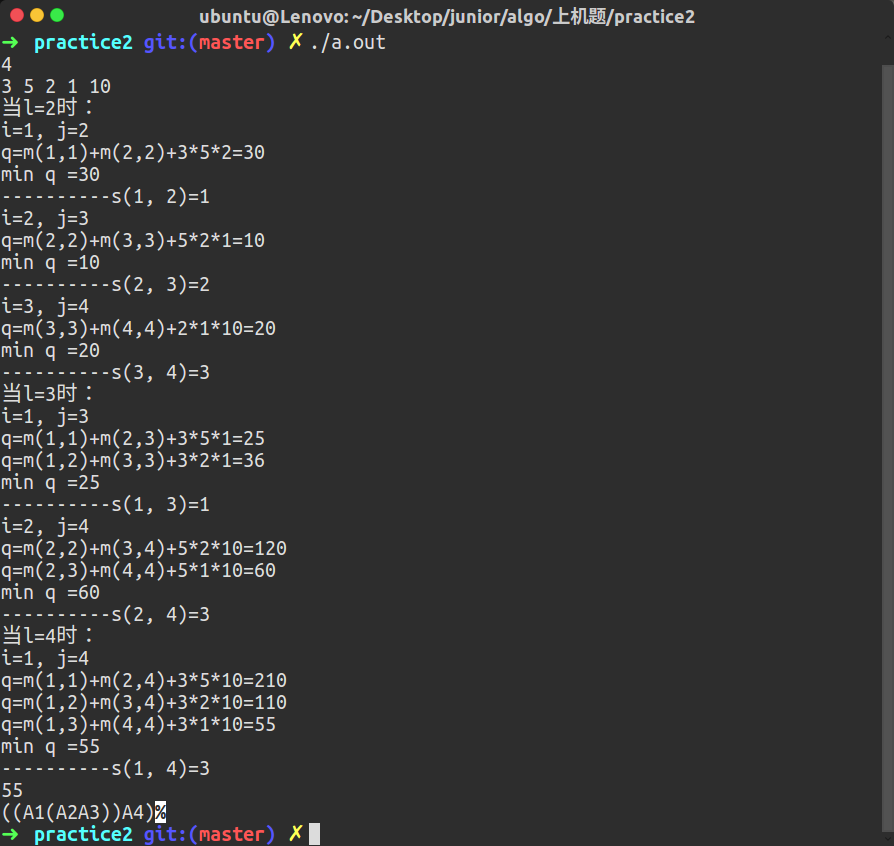 ubuntu@Lenovo: ~/Desktop/junior/algo/上机题/practice2
➜ practice2 git:(master) ✗ ./a.out
4
3 5 2 1 10
当l=2时：
i=1, j=2
q=m(1,1)+m(2,2)+3*5*2=30
min q =30
----------s(1, 2)=1
i=2, j=3
q=m(2,2)+m(3,3)+5*2*1=10
min q =10
----------s(2, 3)=2
i=3, j=4
q=m(3,3)+m(4,4)+2*1*10=20
min q =20
----------s(3, 4)=3
当l=3时：
i=1, j=3
q=m(1,1)+m(2,3)+3*5*1=25
q=m(1,2)+m(3,3)+3*2*1=36
min q =25
----------s(1, 3)=1
i=2, j=4
q=m(2,2)+m(3,4)+5*2*10=120
q=m(2,3)+m(4,4)+5*1*10=60
min q =60
----------s(2, 4)=3
当l=4时：
i=1, j=4
q=m(1,1)+m(2,4)+3*5*10=210
q=m(1,2)+m(3,4)+3*2*10=110
q=m(1,3)+m(4,4)+3*1*10=55
min q =55
----------s(1, 4)=3
55
((A1(A2A3))A4)%
➜ practice2 git:(master) ✗